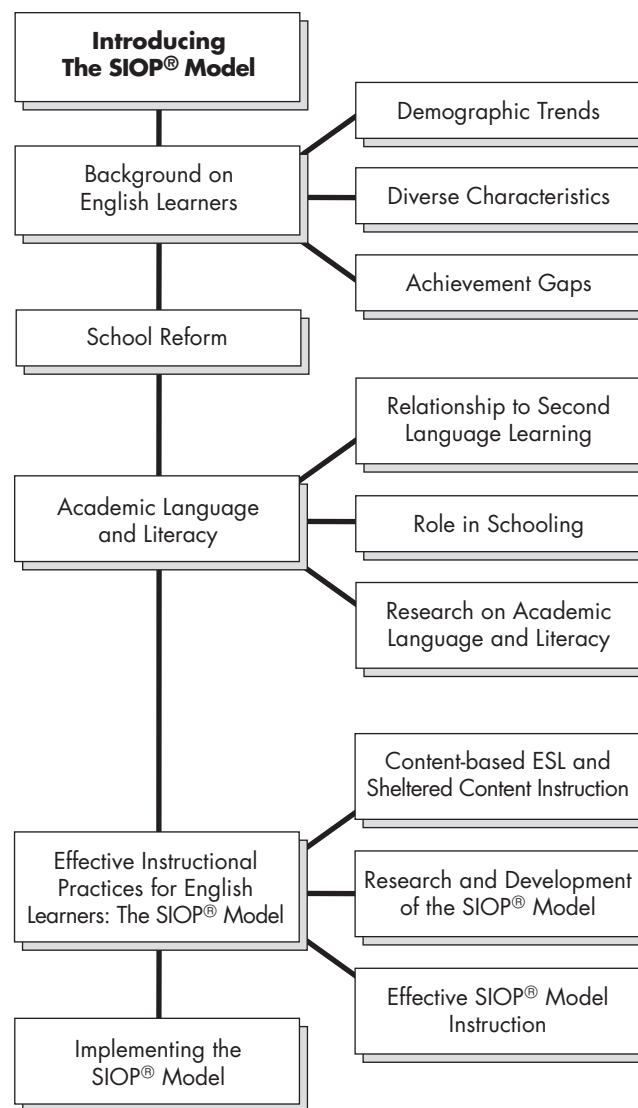 Introducing
The SIOP® Model
Background on
English Learners
Demographic Trends
Diverse Characteristics
Achievement Gaps
School Reform
Academic Language
and Literacy
Relationship to Second
Language Learning
Role in Schooling
Research on Academic
Language and Literacy
Effective Instructional
Practices for English
Learners: The SIOP® Model
Content-based ESL and
Sheltered Content Instruction
Research and Development
of the SIOP® Model
Effective SIOP® Model
Instruction
Implementing the
SIOP® Model